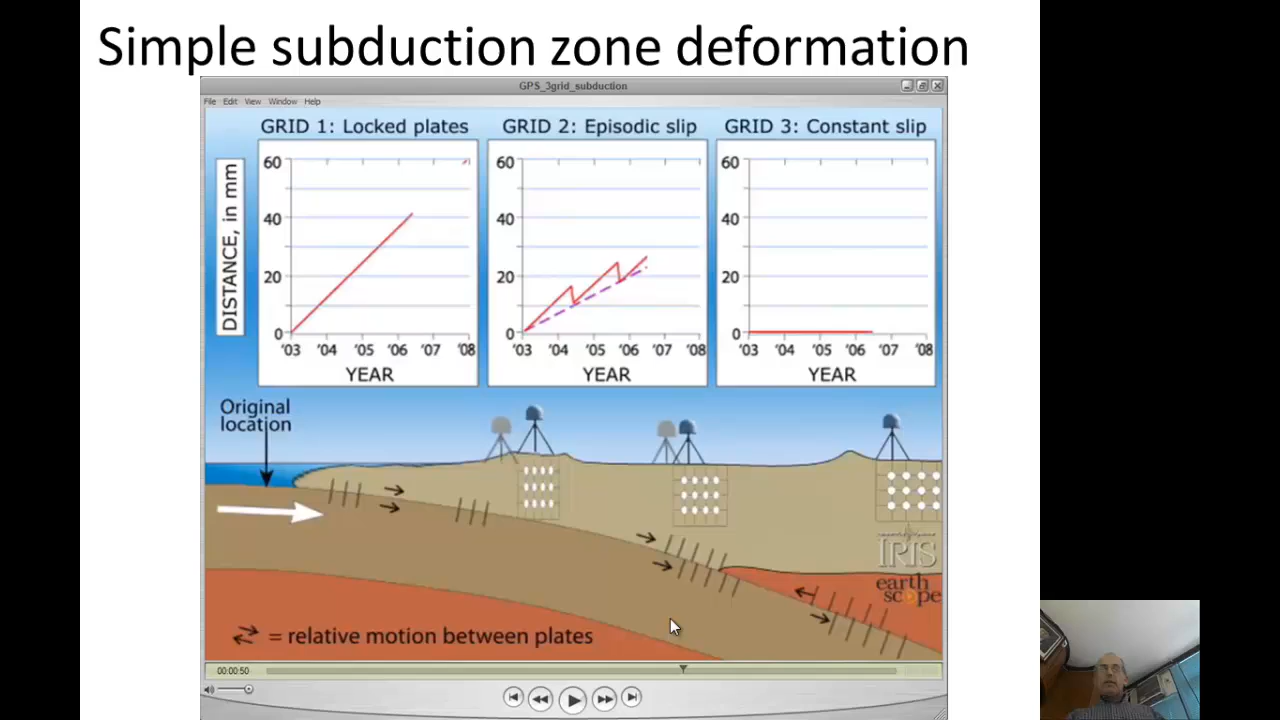 Simple subduction zone deformation
GPS_3grid_subduction
File Edit View Window Help
GRID 1: Locked plates
GRID 2: Episodic slip
GRID 3: Constant slip
DISTANCE, in mm
60
40
20
0
'03 '04 '05 '06 '07 '08
YEAR
60
40
20
0
'03 '04 '05 '06 '07 '08
YEAR
60
40
20
0
'03 '04 '05 '06 '07 '08
YEAR
Original
location
IRIS
earth
scope
= relative motion between plates
00:00:50